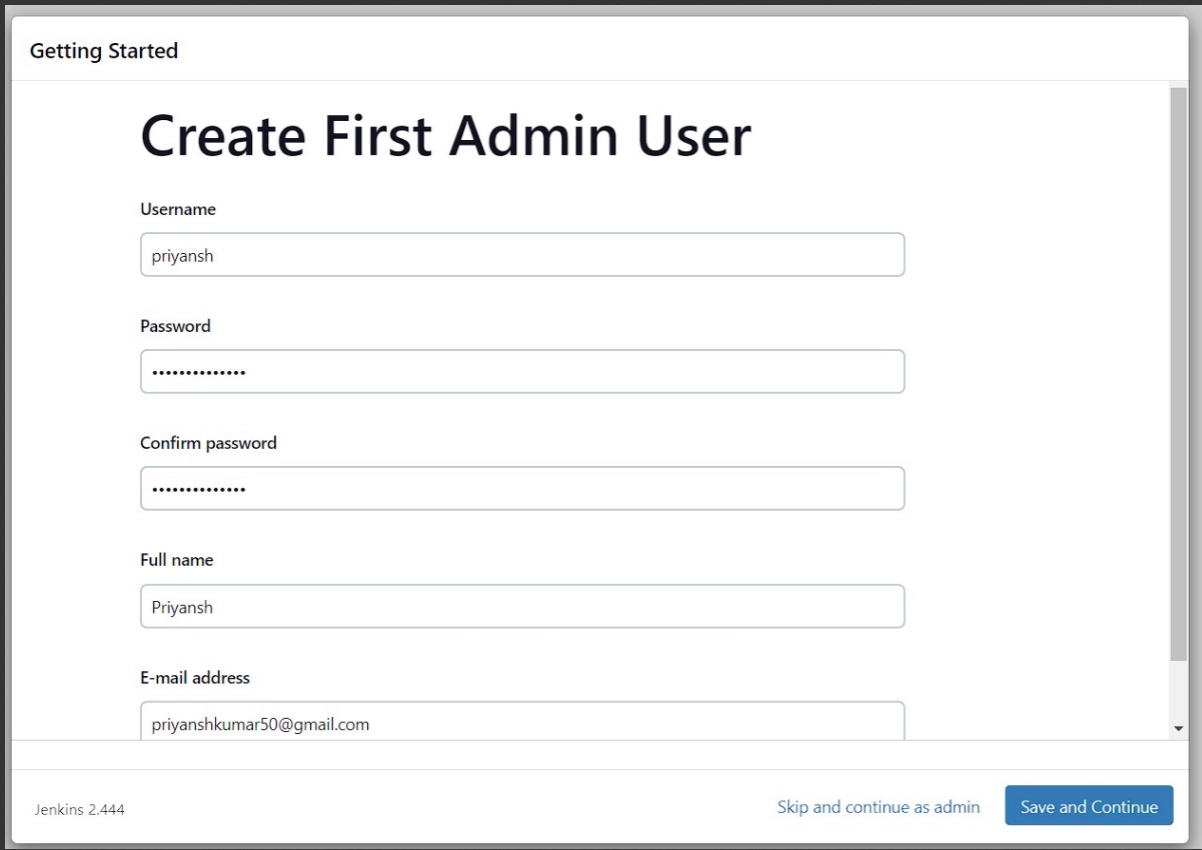 Getting Started
Create First Admin User
Username
priyansh
Password
••••••••••••••
Confirm password
••••••••••••••
Full name
Priyansh
E-mail address
priyanshkumar50@gmail.com
Jenkins 2.444
Skip and continue as admin
Save and Continue